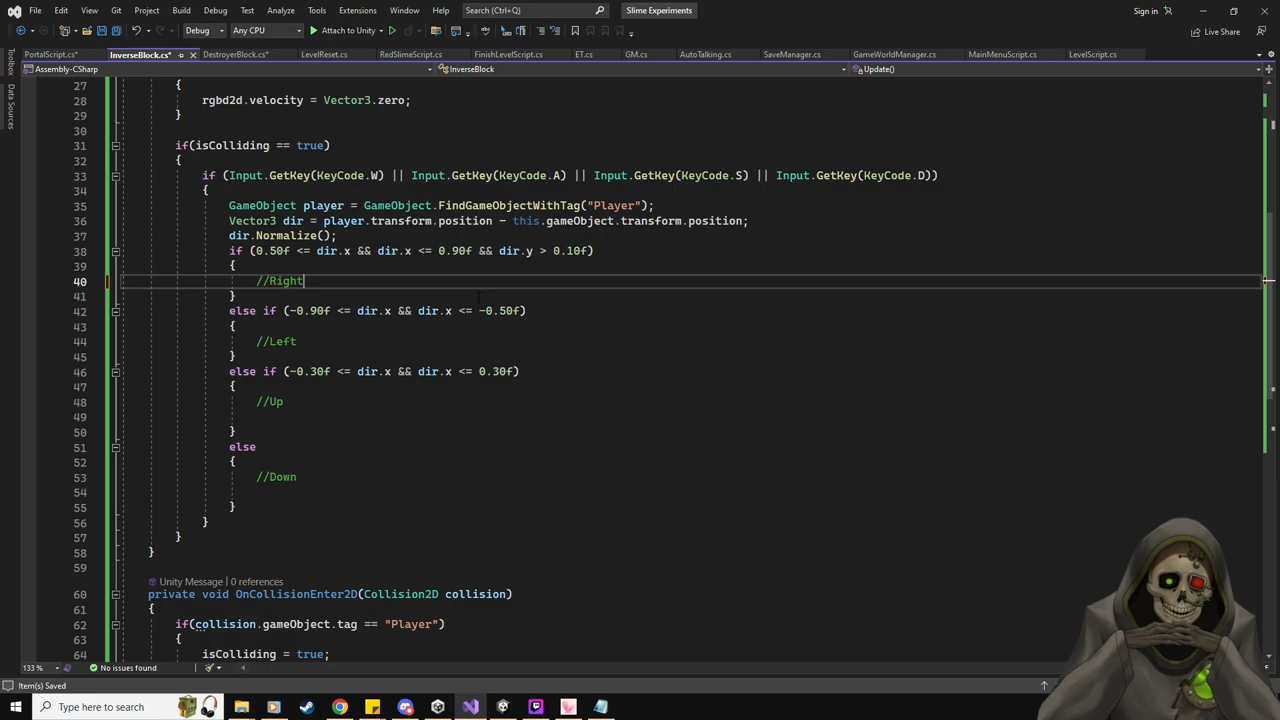 File Edit View Git Project Build Debug Test Analyze Tools Extensions Window Help Search (Ctrl+Q) Slime Experiments Sign in
Debug Any CPU Attach to Unity Live Share
PortalScript.cs* InverseBlock.cs* DestroyerBlock.cs* LevelReset.cs RedSlimeScript.cs FinishLevelScript.cs ET.cs GM.cs AutoTalking.cs SaveManager.cs GameWorldManager.cs MainMenuScript.cs LevelScript.cs
Assembly-CSharp InverseBlock Update()
Toolbox
Data Sources
27 {
28 rgbd2d.velocity = Vector3.zero;
29 }
30
31 if(isColliding == true)
32 {
33 if (Input.GetKey(KeyCode.W) || Input.GetKey(KeyCode.A) || Input.GetKey(KeyCode.S) || Input.GetKey(KeyCode.D))
34 {
35 GameObject player = GameObject.FindGameObjectWithTag("Player");
36 Vector3 dir = player.transform.position - this.gameObject.transform.position;
37 dir.Normalize();
38 if (0.50f <= dir.x && dir.x <= 0.90f && dir.y > 0.10f)
39 {
40 //Right
41 }
42 else if (-0.90f <= dir.x && dir.x <= -0.50f)
43 {
44 //Left
45 }
46 else if (-0.30f <= dir.x && dir.x <= 0.30f)
47 {
48 //Up
49
50 }
51 else
52 {
53 //Down
54
55 }
56 }
57 }
58 }
59
Unity Message | 0 references
60 private void OnCollisionEnter2D(Collision2D collision)
61 {
62 if(collision.gameObject.tag == "Player")
63 {
64 isColliding = true;
133 % No issues found
Item(s) Saved
Type here to search